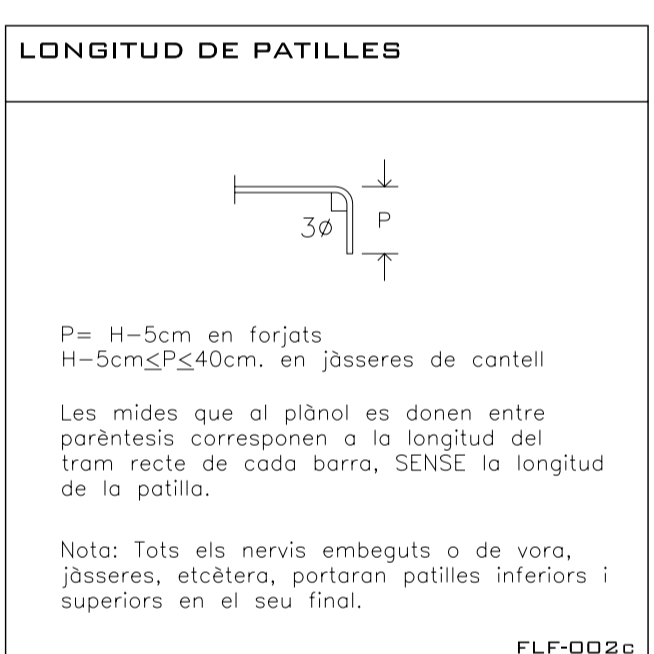 LONGITUD DE PATILLES
3ø
P
P= H-5cm en forjats
H-5cm≤P≤40cm. en jàsseres de cantell
Les mides que al plànol es donen entre
parèntesis corresponen a la longitud del
tram recte de cada barra, SENSE la longitud
de la patilla.
Nota: Tots els nervis embeguts o de vora,
jàsseres, etcètera, portaran patilles inferiors i
superiors en el seu final.
FLF-002c